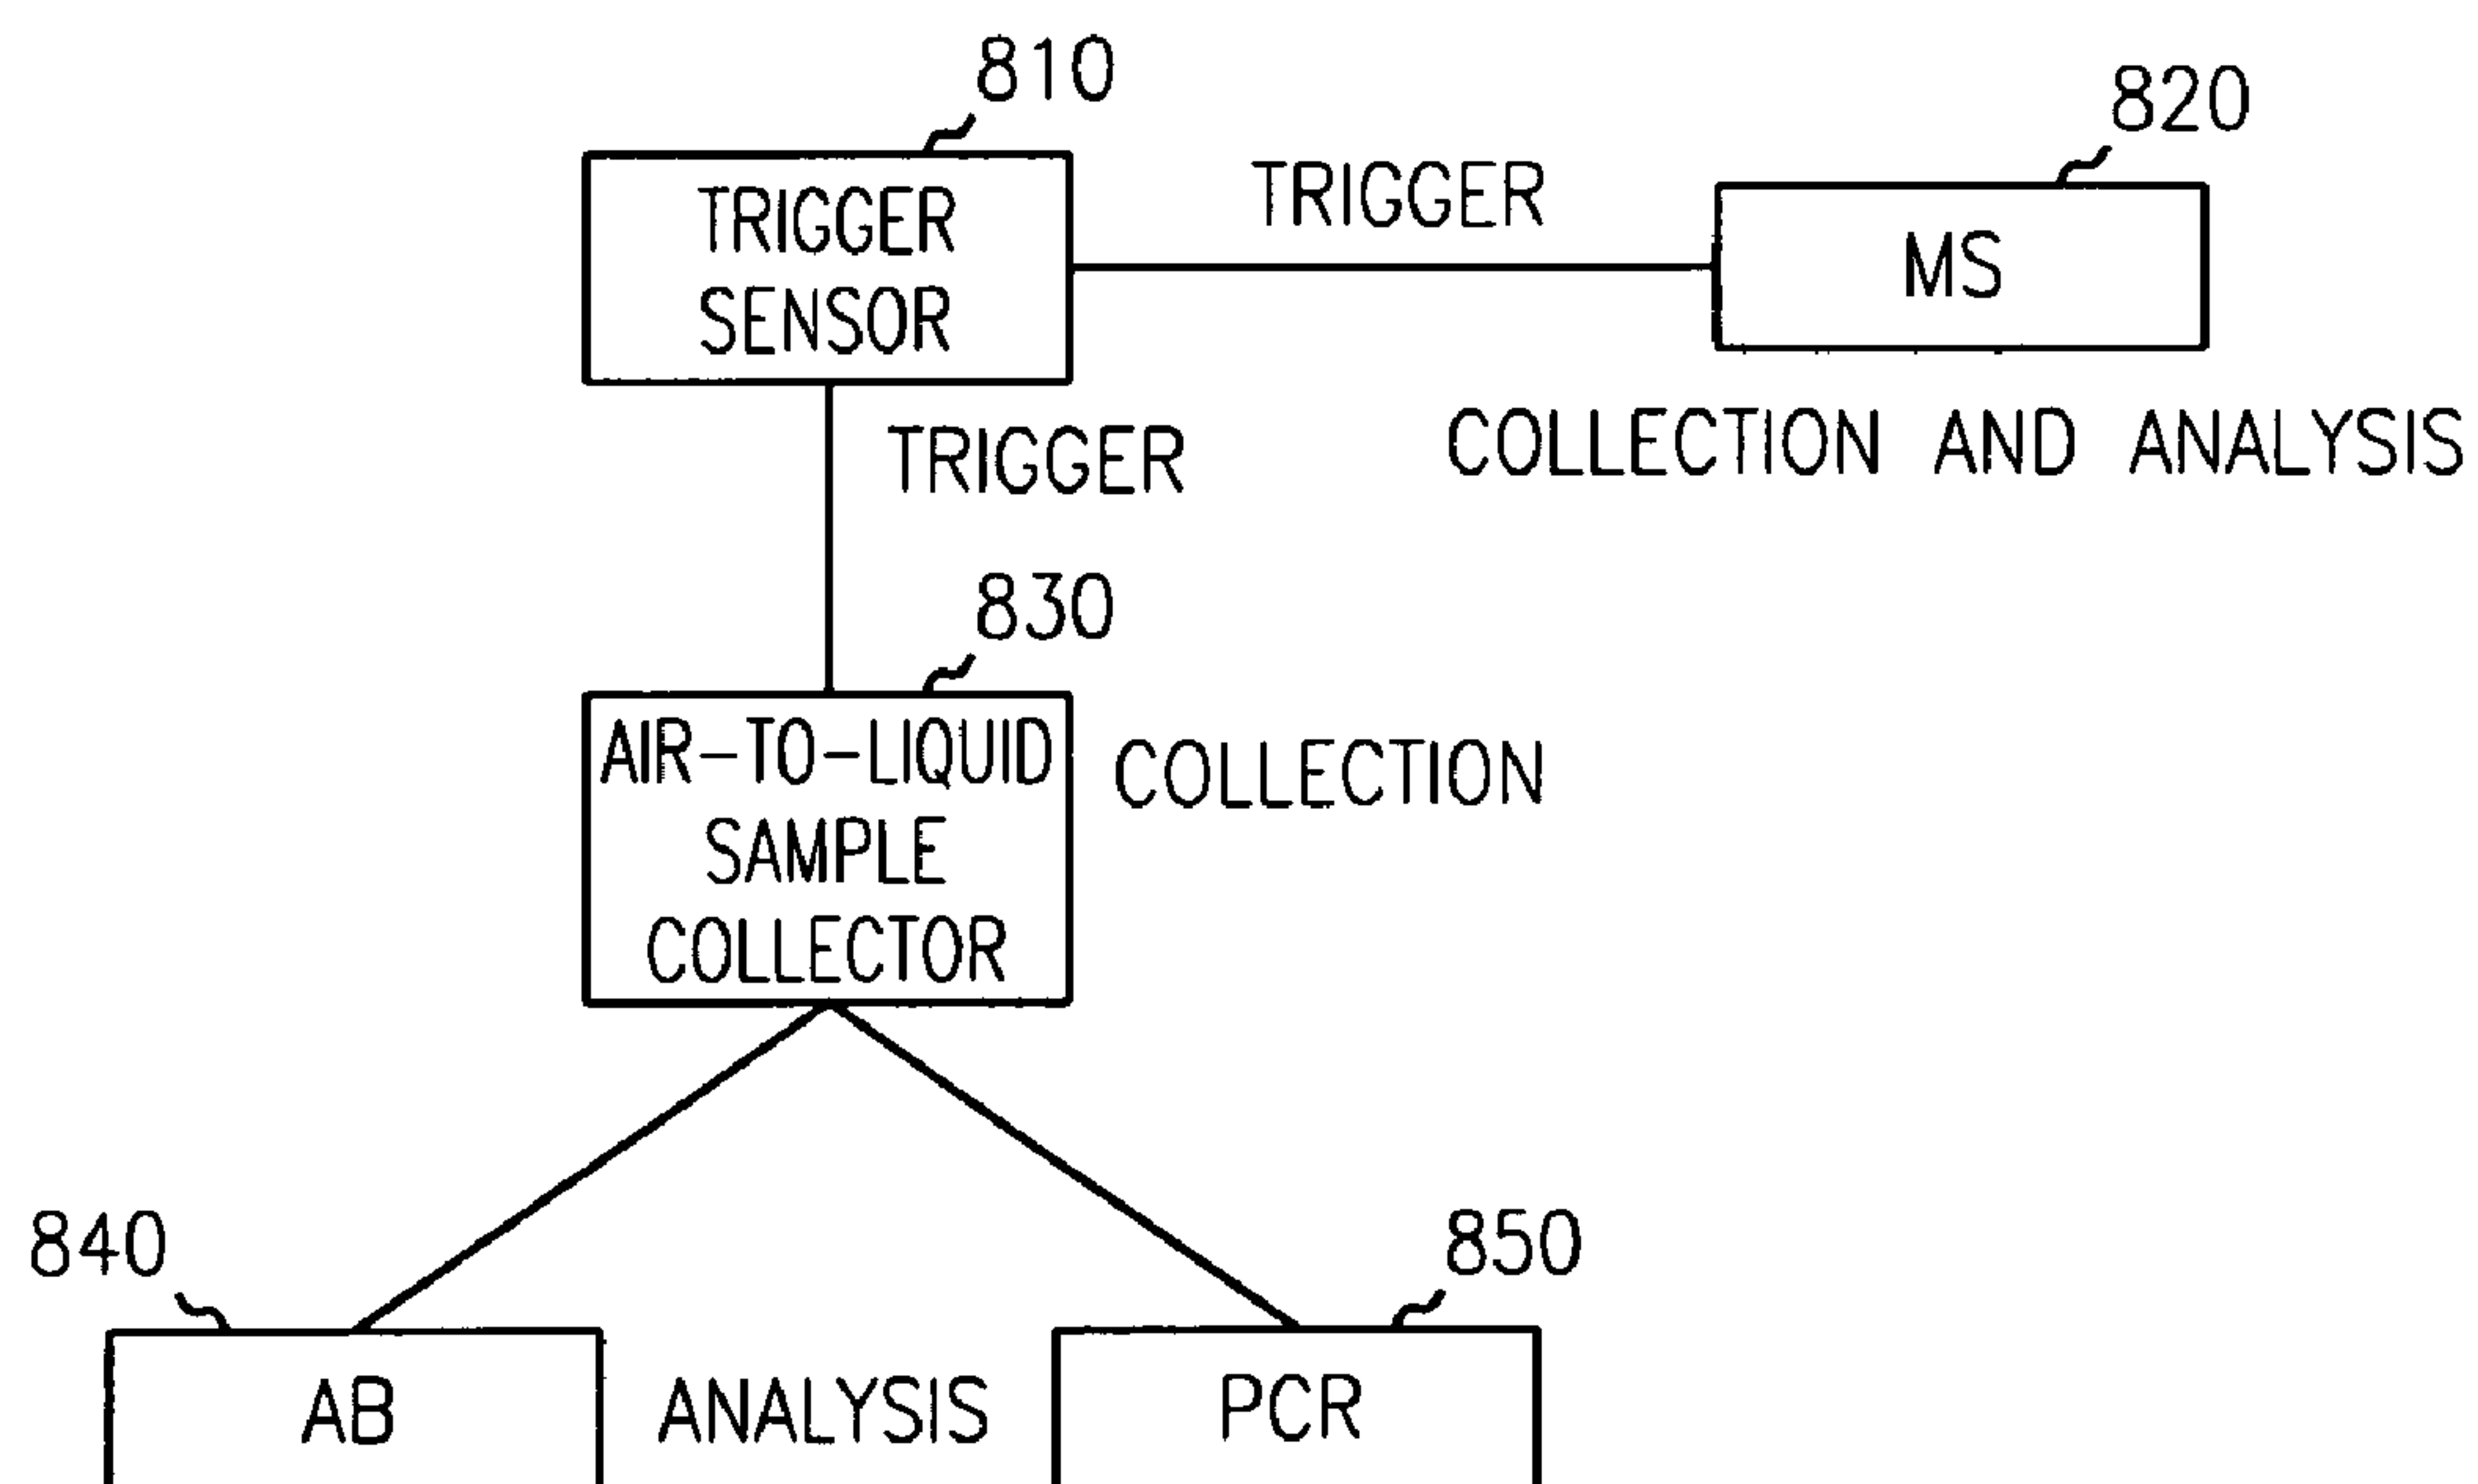 810
820
TRIGGER
SENSOR
TRIGGER
MS
TRIGGER
COLLECTION AND ANALYSIS
830
AIR-TO-LIQUID
SAMPLE
COLLECTOR
COLLECTION
840
850
AB
ANALYSIS
PCR